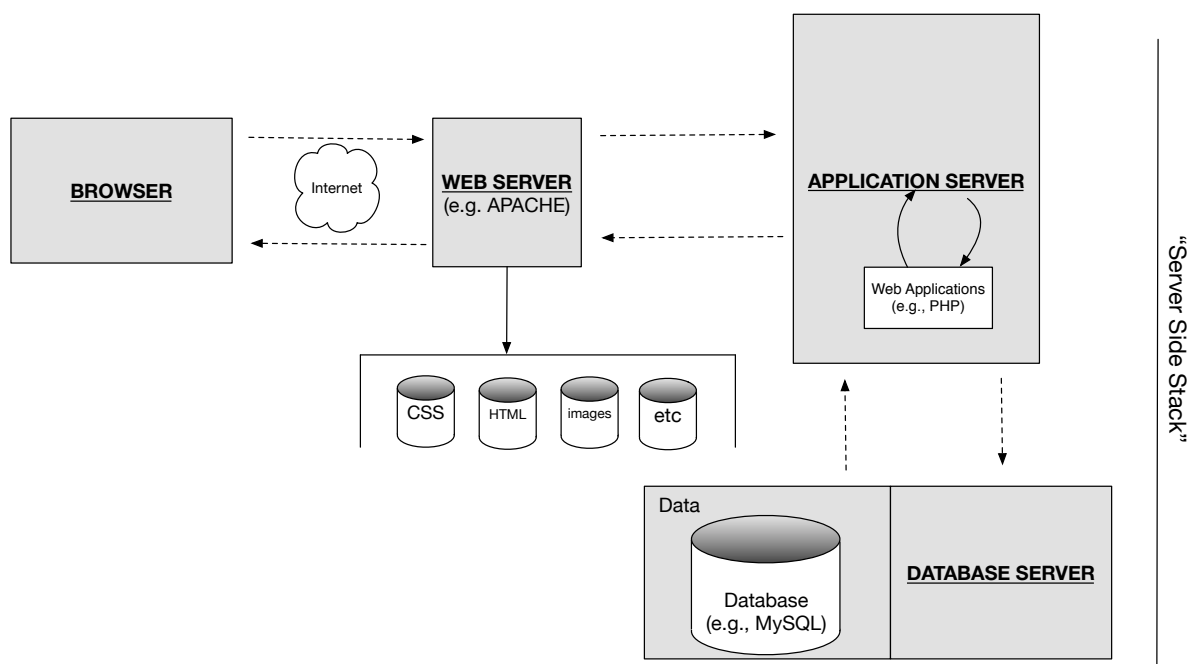 BROWSER
Internet
WEB SERVER
(e.g. APACHE)
APPLICATION SERVER
Web Applications
(e.g., PHP)
CSS
HTML
images
etc
Data
Database
(e.g., MySQL)
DATABASE SERVER
“Server Side Stack”